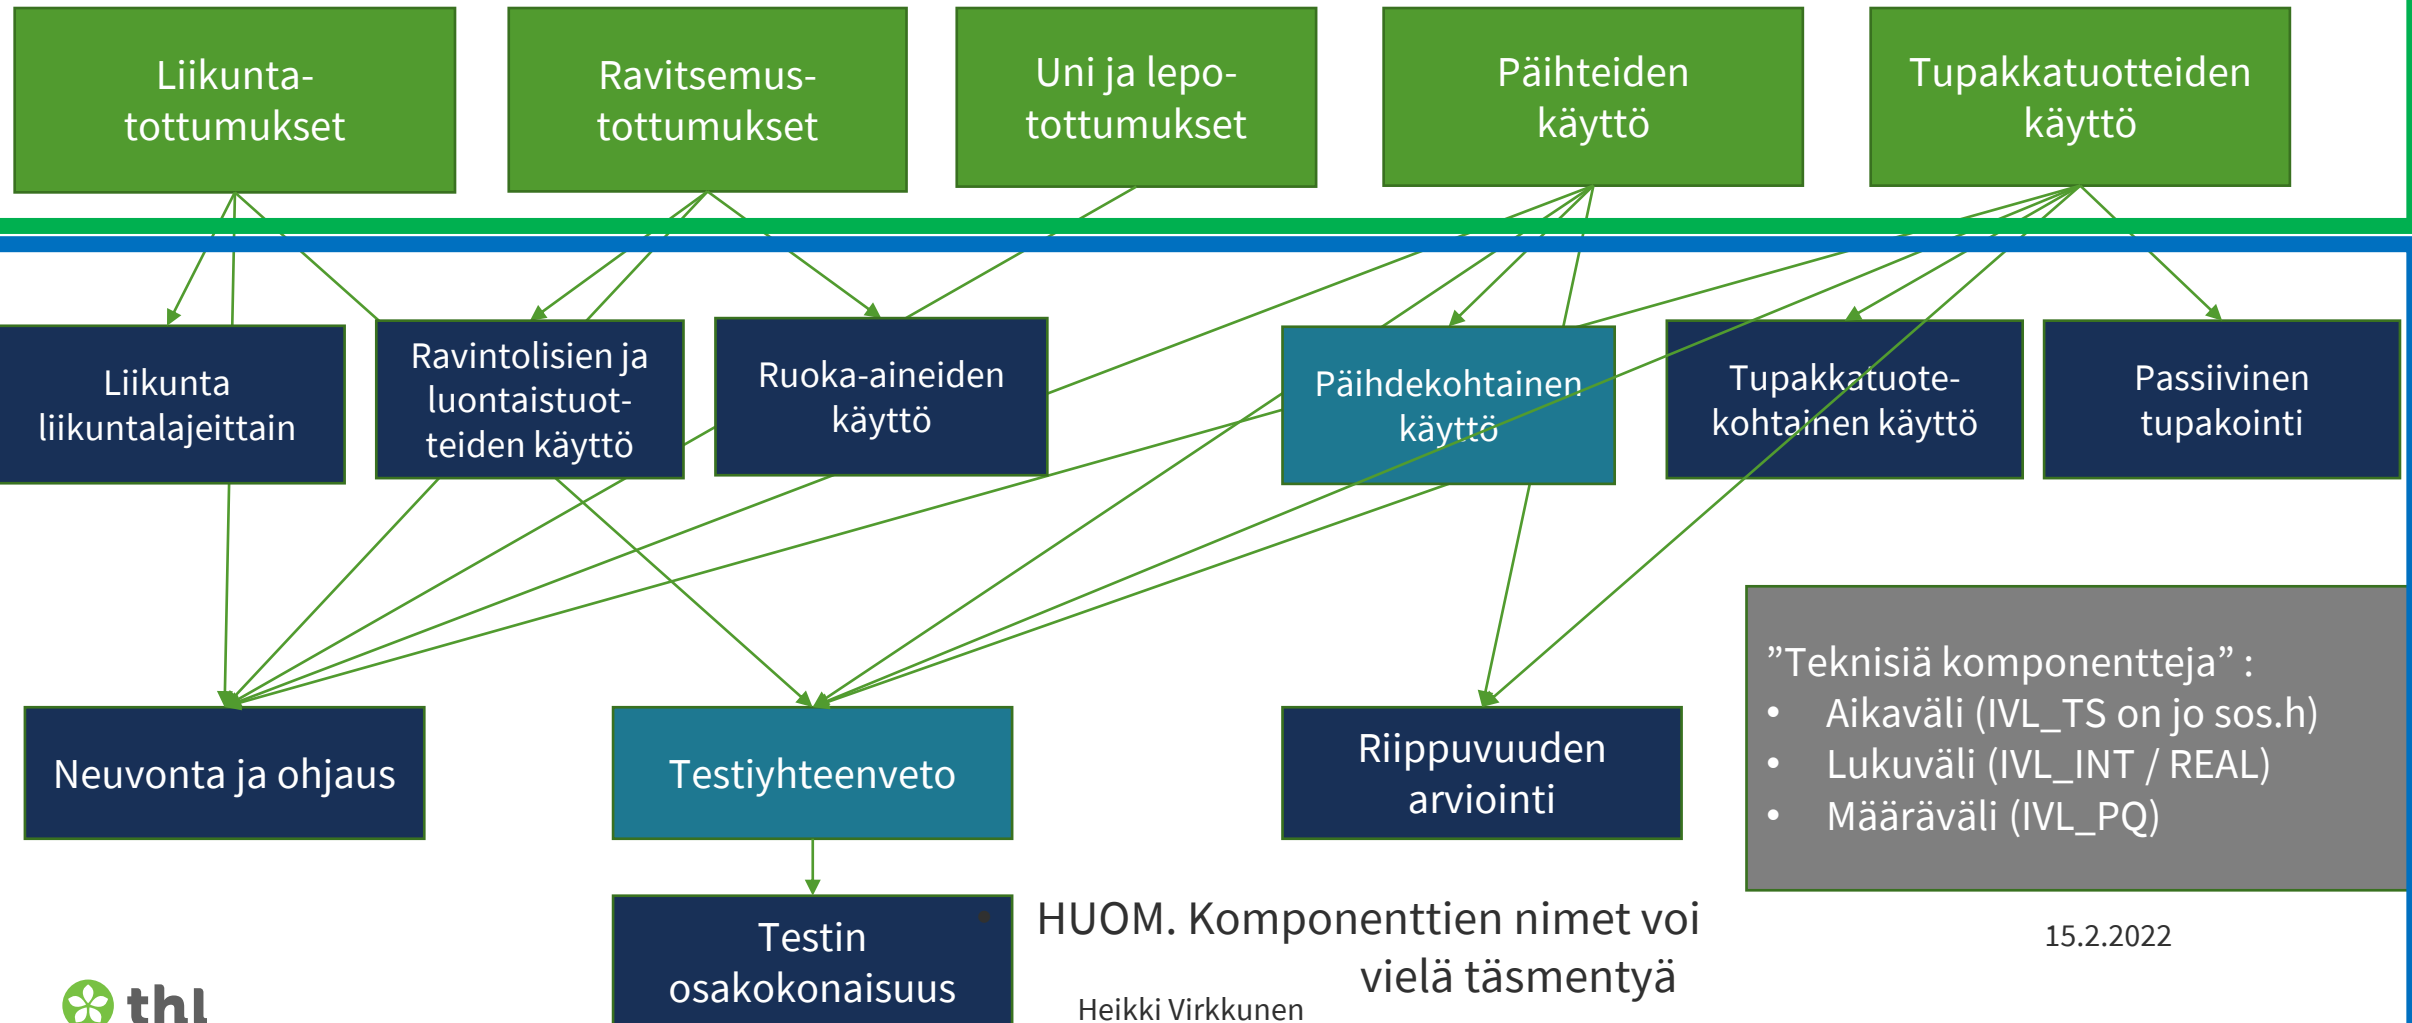 Liikunta-
tottumukset
Ravitsemus-
tottumukset
Uni ja lepo-
tottumukset
Päihteiden
käyttö
Tupakkatuotteiden
käyttö
Liikunta
liikuntalajeittain
Ravintolisien ja
luontaistuot-
teiden käyttö
Ruoka-aineiden
käyttö
Päihdekohtainen
käyttö
Tupakkatuote-
kohtainen käyttö
Passiivinen
tupakointi
Neuvonta ja ohjaus
Testiyhteenveto
Riippuvuuden
arviointi
”Teknisiä komponentteja” :
• Aikaväli (IVL_TS on jo sos.h)
• Lukuväli (IVL_INT / REAL)
• Määräväli (IVL_PQ)
Testin
osakokonaisuus
• HUOM. Komponenttien nimet voi
vielä täsmentyä
15.2.2022
Heikki Virkkunen
thl